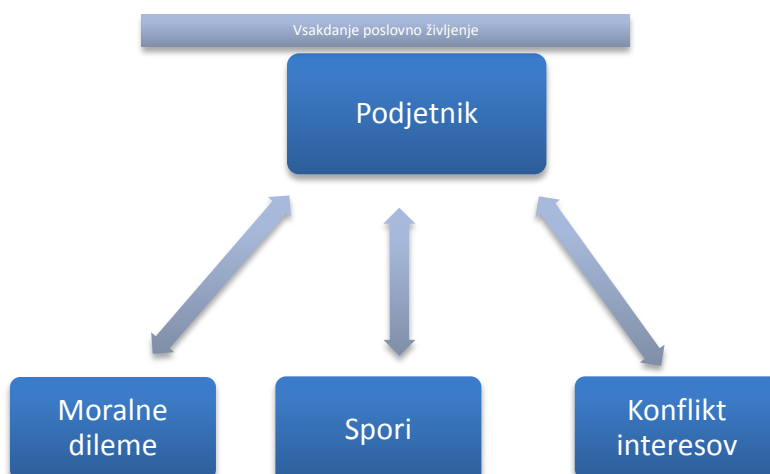 Vsakdanje poslovno življenje
Podjetnik
Moralne
dileme
Spori
Konflikt
interesov